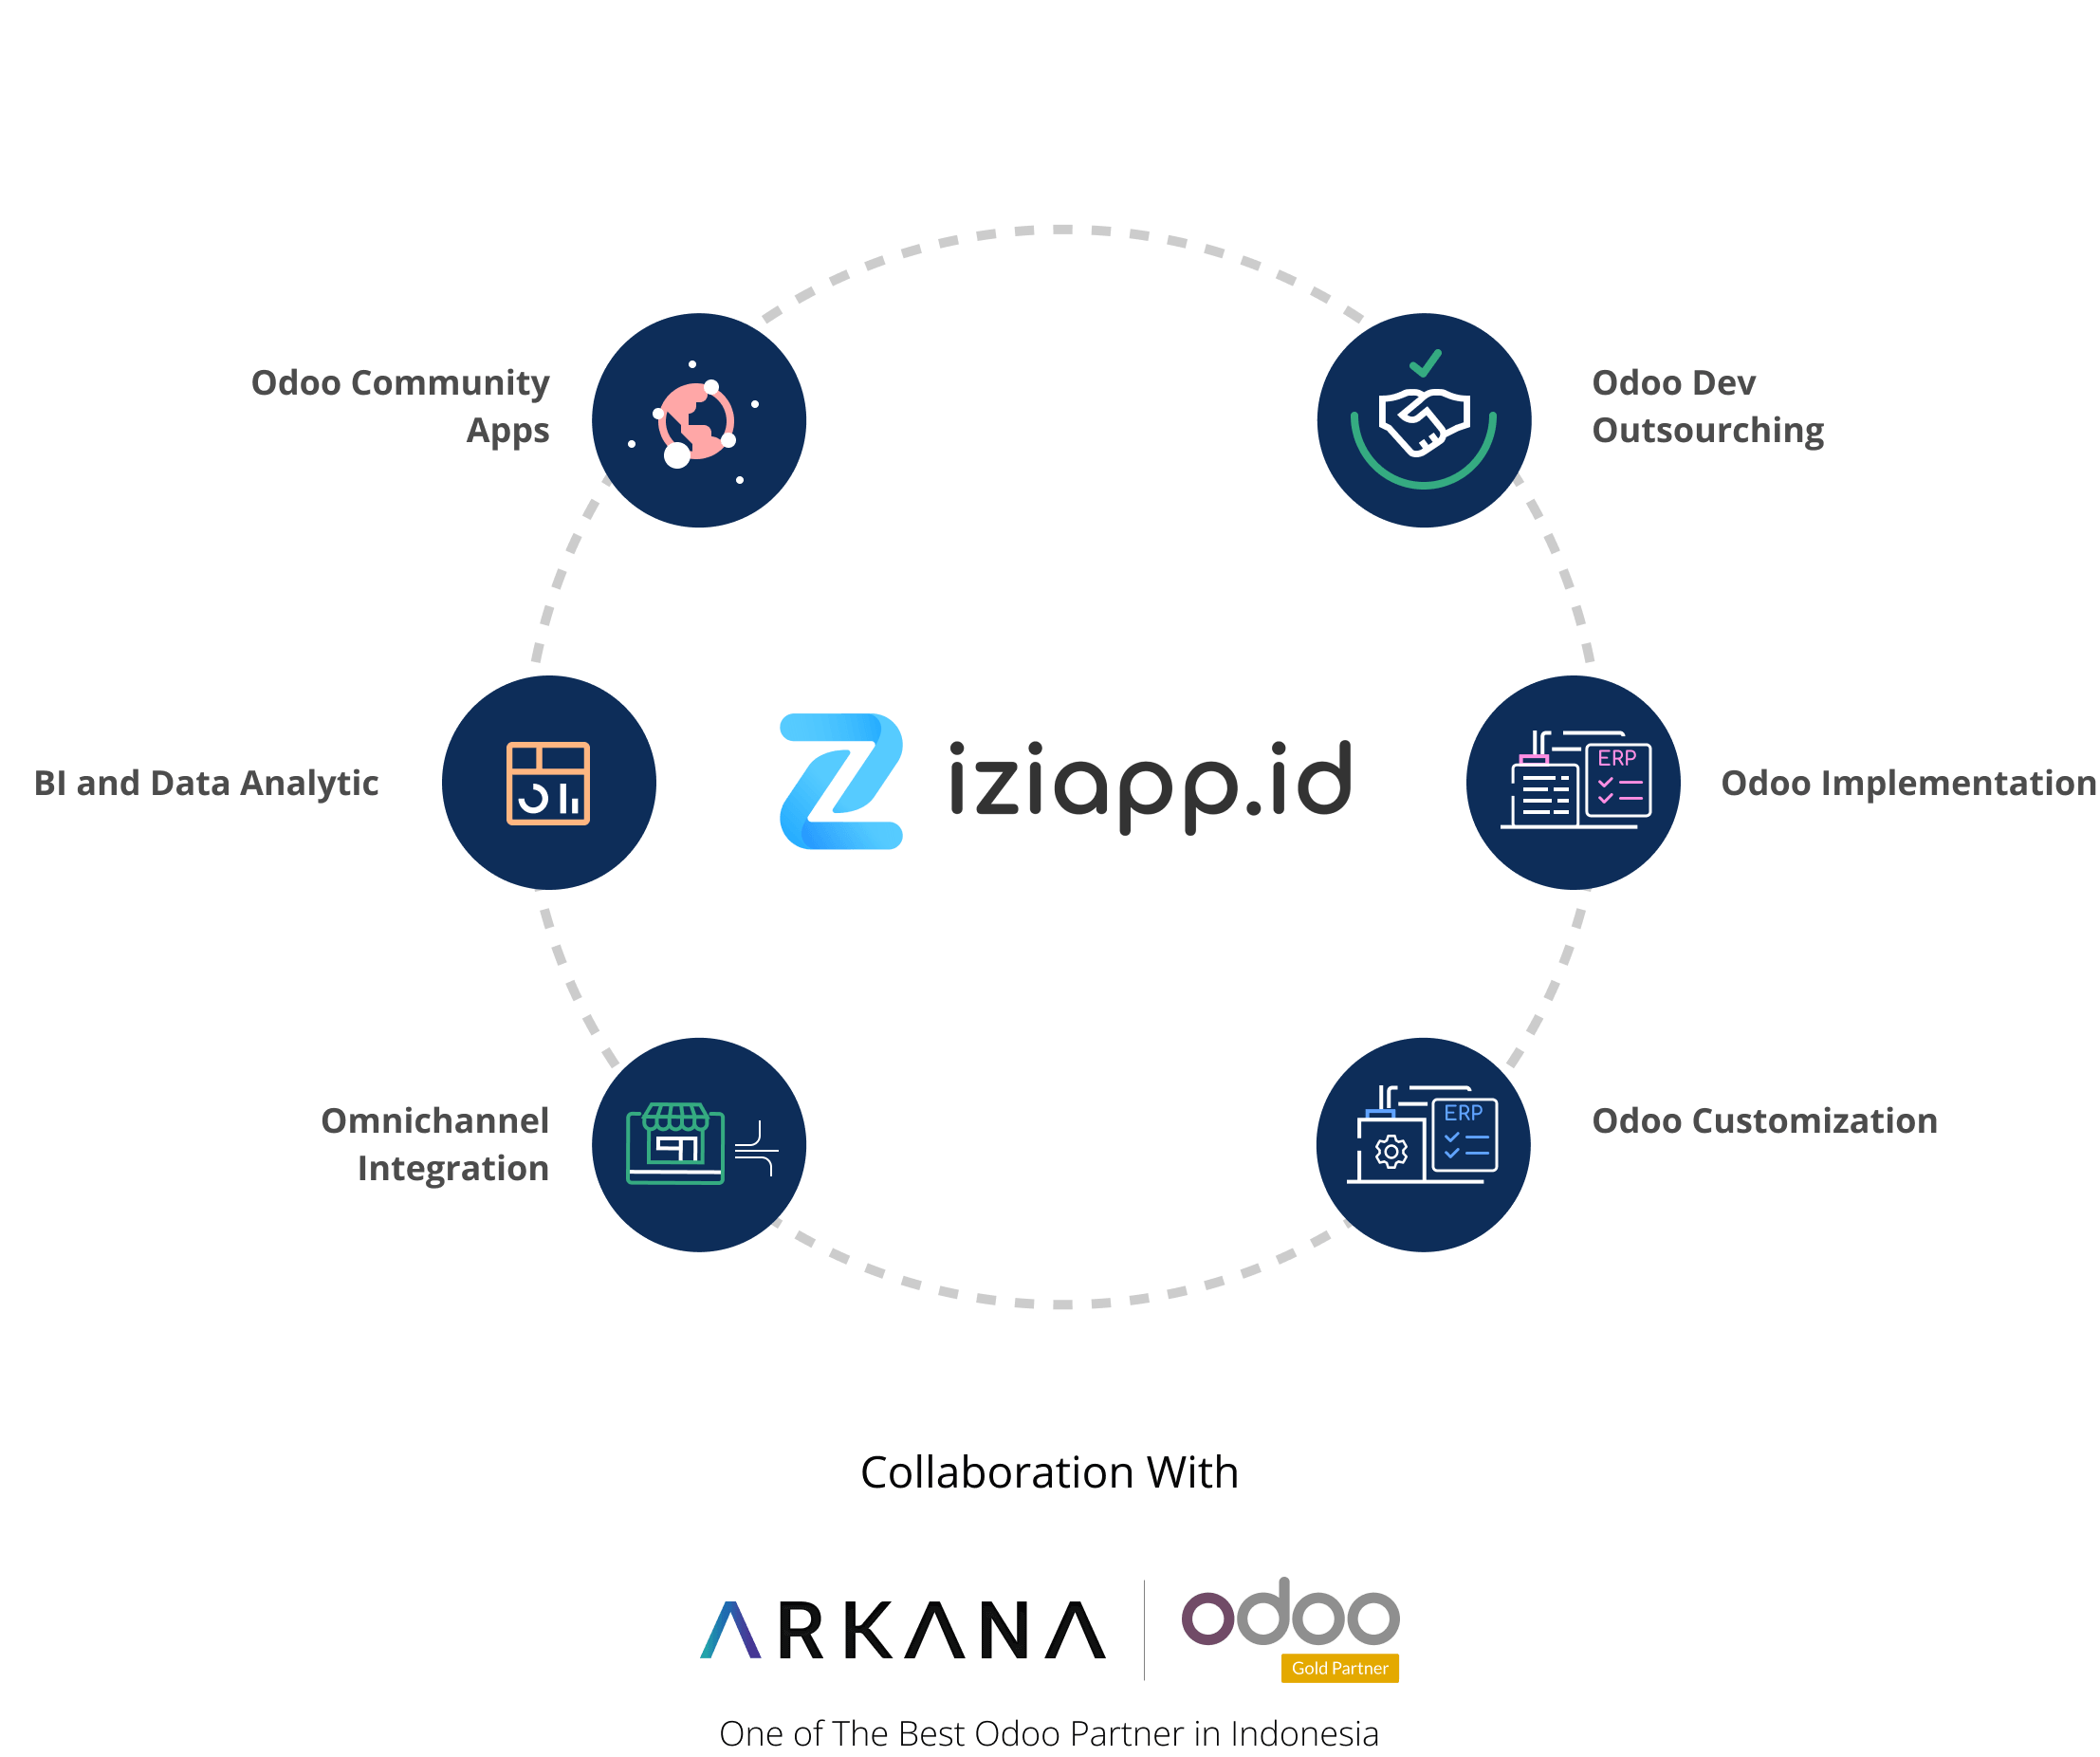 Odoo Community
Apps
Odoo Dev
Outsourching
BI and Data Analytic
iziapp.id
ERP
Odoo Implementation
Omnichannel
Integration
ERP
Odoo Customization
Collaboration With
ARKANA
odoo
Gold Partner
One of The Best Odoo Partner in Indonesia